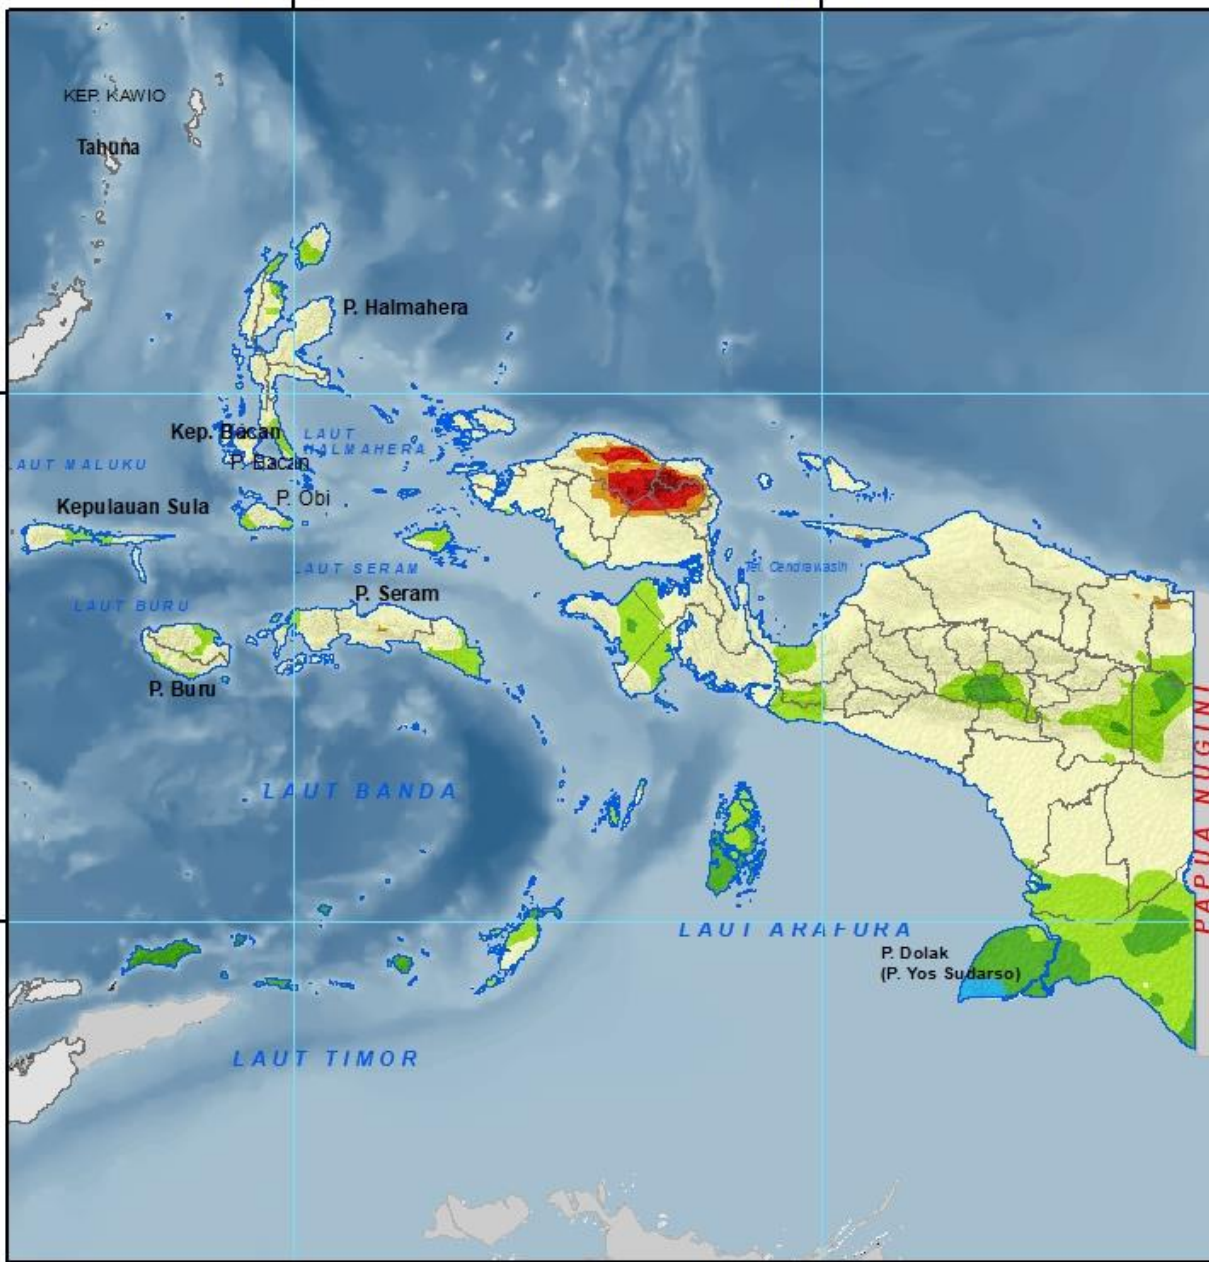 KEP. KAWIO
Tahuna
P. Halmahera
Kep. Bacan
LAUT
HALMAHERA
LAUT MALUKU
P. Bacan
P. Obi
Kepulauan Sula
LAUT SERAM
Tel. Cendrawasih
LAUT BURU
P. Seram
P. Buru
PAPUA NUGINI
LAUT BANDA
LAUT ARAFURA
P. Dolak
(P. Yos Sudarso)
LAUT TIMOR